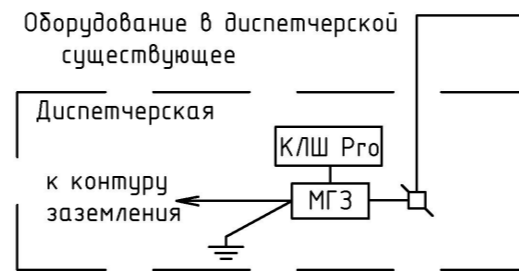 Оборудование в диспетчерской
существующее
Диспетчерская
КЛШ Pro
к контуру
заземления
МГЗ